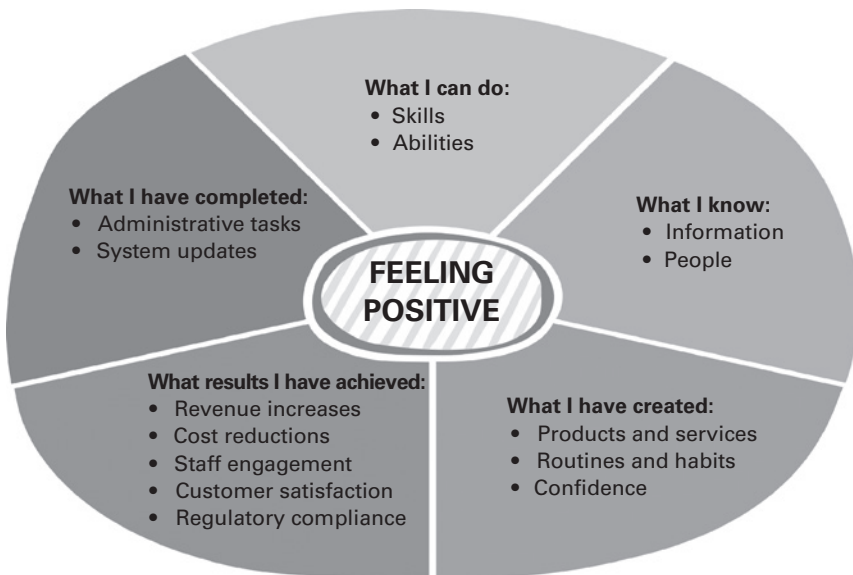 What I can do:
• Skills
• Abilities
What I know:
• Information
• People
What I have created:
• Products and services
• Routines and habits
• Confidence
What results I have achieved:
• Revenue increases
• Cost reductions
• Staff engagement
• Customer satisfaction
• Regulatory compliance
What I have completed:
• Administrative tasks
• System updates
FEELING
POSITIVE